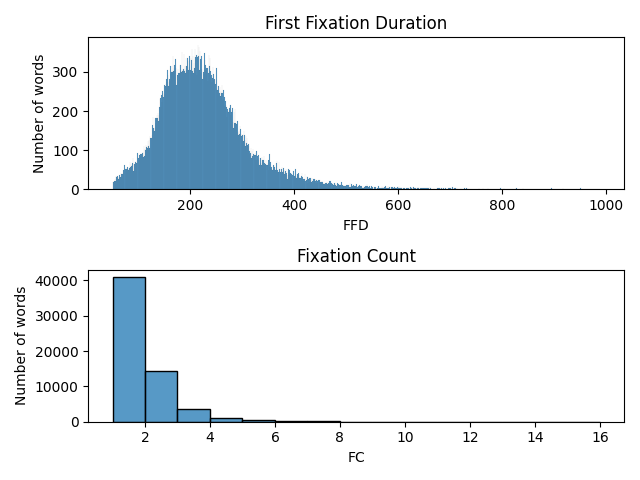 First Fixation Duration
Number of words
300
200
100
0
200 400 600 800 1000
FFD
Fixation Count
Number of words
40000
30000
20000
10000
0
2 4 6 8 10 12 14 16
FC